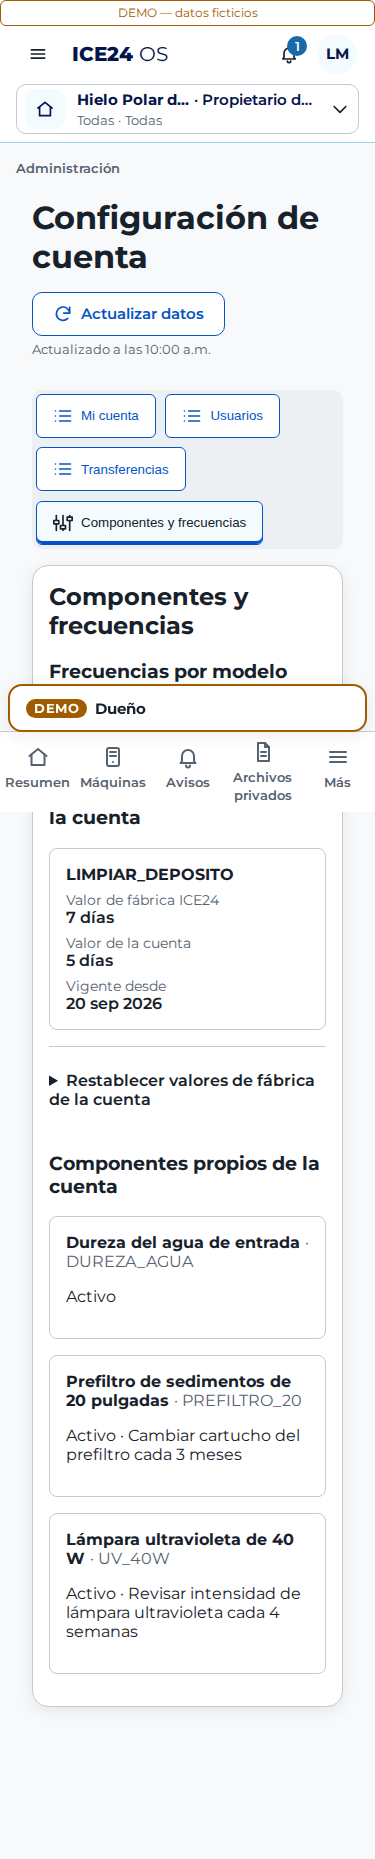 DEMO — datos ficticios
ICE24 OS
1
LM
Hielo Polar d... · Propietario d...
Todas · Todas
Administración
Configuración de
cuenta
Actualizar datos
Actualizado a las 10:00 a.m.
Mi cuenta
Usuarios
Transferencias
Componentes y frecuencias
Componentes y
frecuencias
Frecuencias por modelo
DEMO Dueño
Resumen
Máquinas
Avisos
Archivos
privados
Más
la cuenta
LIMPIAR_DEPOSITO
Valor de fábrica ICE24
7 días
Valor de la cuenta
5 días
Vigente desde
20 sep 2026
Restablecer valores de fábrica
de la cuenta
Componentes propios de la
cuenta
Dureza del agua de entrada ·
DUREZA_AGUA
Activo
Prefiltro de sedimentos de
20 pulgadas · PREFILTRO_20
Activo · Cambiar cartucho del
prefiltro cada 3 meses
Lámpara ultravioleta de 40
W · UV_40W
Activo · Revisar intensidad de
lámpara ultravioleta cada 4
semanas